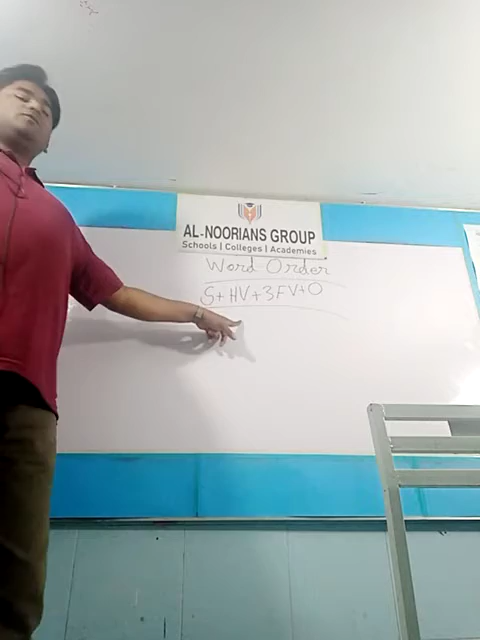 AL-NOORIANS GROUP
Schools | Colleges | Academies
Word Order
S+HV+3FV+O